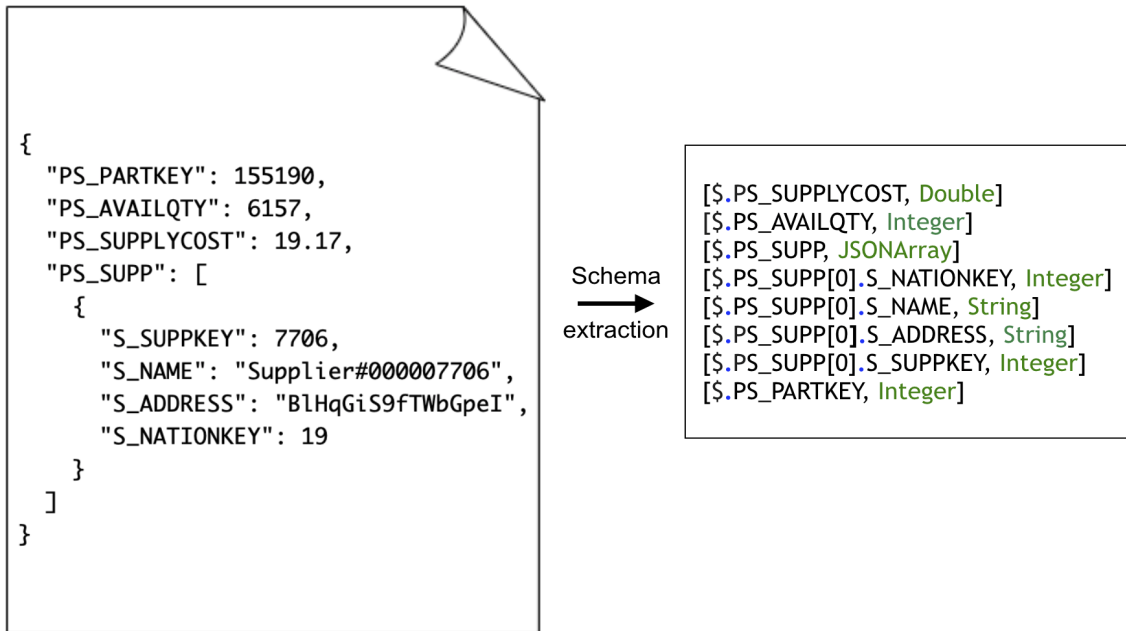 {
  "PS_PARTKEY": 155190,
  "PS_AVAILQTY": 6157,
  "PS_SUPPLYCOST": 19.17,
  "PS_SUPP": [
    {
      "S_SUPPKEY": 7706,
      "S_NAME": "Supplier#000007706",
      "S_ADDRESS": "BlHqGiS9fTWbGpeI",
      "S_NATIONKEY": 19
    }
  ]
}
Schema
extraction
[$.PS_SUPPLYCOST, Double]
[$.PS_AVAILQTY, Integer]
[$.PS_SUPP, JSONArray]
[$.PS_SUPP[0].S_NATIONKEY, Integer]
[$.PS_SUPP[0].S_NAME, String]
[$.PS_SUPP[0].S_ADDRESS, String]
[$.PS_SUPP[0].S_SUPPKEY, Integer]
[$.PS_PARTKEY, Integer]